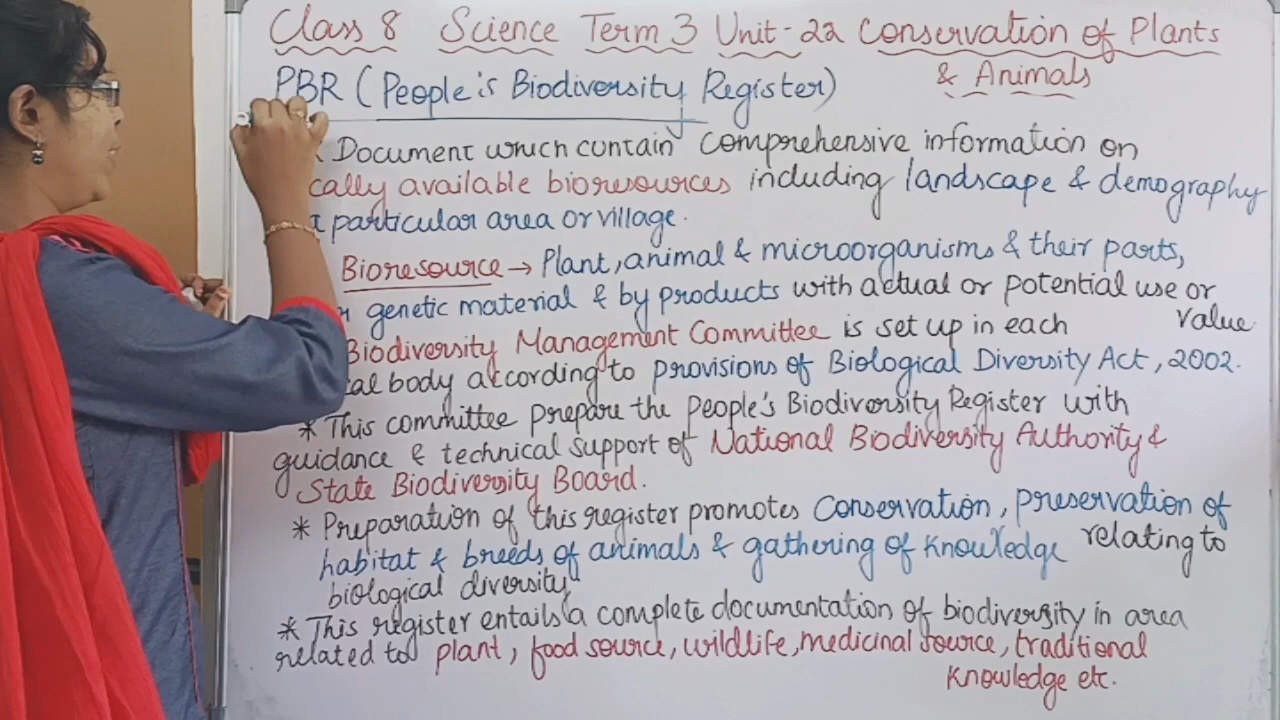 Class 8 Science Term 3 Unit-22 Conservation of Plants
& Animals
PBR (People's Biodiversity Register)
Document which contain comprehensive information on
cally available bioresources including landscape & demography
a particular area or village.
Bioresource → Plant, animal & microorganisms & their parts,
genetic material & by products with actual or potential use or
value
Biodiversity Management Committee is set up in each
cal body according to provisions of Biological Diversity Act, 2002.
* This committee prepare the People's Biodiversity Register with
guidance & technical support of National Biodiversity Authority &
State Biodiversity Board.
* Preparation of this register promotes Conservation, preservation of
habitat & breeds of animals & gathering of knowledge relating to
biological diversity
* This register entails a complete documentation of biodiversity in area
related to plant, food source, wildlife, medicinal source, traditional
knowledge etc.